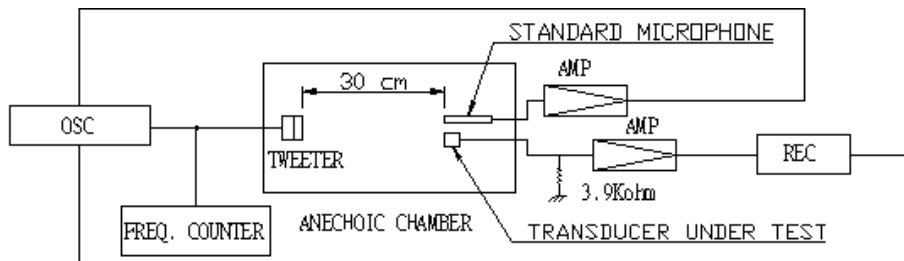 STANDARD MICROPHONE
AMP
30 cm
OSC
AMP
TWEETER
REC
3.9Kohm
ANECHOIC CHAMBER
FREQ. COUNTER
TRANSDUCER UNDER TEST